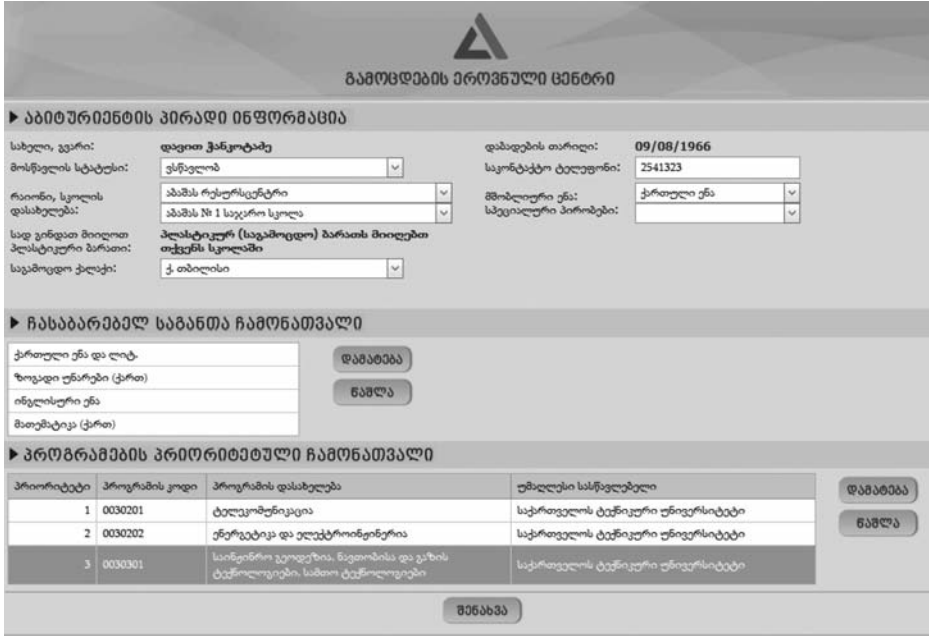 გამოცდების ეროვნული ცენტრი
აბიტურიენტის პირადი ინფორმაცია
სახელი, გვარი: დავით ჭანკოტაძე დაბადების თარიღი: 09/08/1966
მოსწავლის სტატუსი: ვსწავლობ საკონტაქტო ტელეფონი: 2541323
რაიონი, სკოლის დასახელება: აბაშის რესურსცენტრი მშობლიური ენა: ქართული ენა
აბაშის № 1 საჯარო სკოლა სპეციალური პირობები:
სად გინდათ მიიღოთ პლასტიკური (საგამოცდო) ბარათს მიიღებთ
პლასტიკური ბარათი: თქვენს სკოლაში
საგამოცდო ქალაქი: ქ. თბილისი
ჩასაბარებელ საგანთა ჩამონათვალი
ქართული ენა და ლიტ. დამატება
ზოგადი უნარები (ქართ)
წაშლა
ინგლისური ენა
მათემატიკა (ქართ)
პროგრამების პრიორიტეტული ჩამონათვალი
პრიორიტეტი პროგრამის კოდი პროგრამის დასახელება უმაღლესი სასწავლებელი დამატება
1 0030201 ტელეკომუნიკაცია საქართველოს ტექნიკური უნივერსიტეტი
წაშლა
2 0030202 ენერგეტიკა და ელექტროინჟინერია საქართველოს ტექნიკური უნივერსიტეტი
3 0030301 საინჟინრო გეოდეზია, ნავთობისა და გაზის
ტექნოლოგიები, სამთო ტექნოლოგიები საქართველოს ტექნიკური უნივერსიტეტი
შენახვა